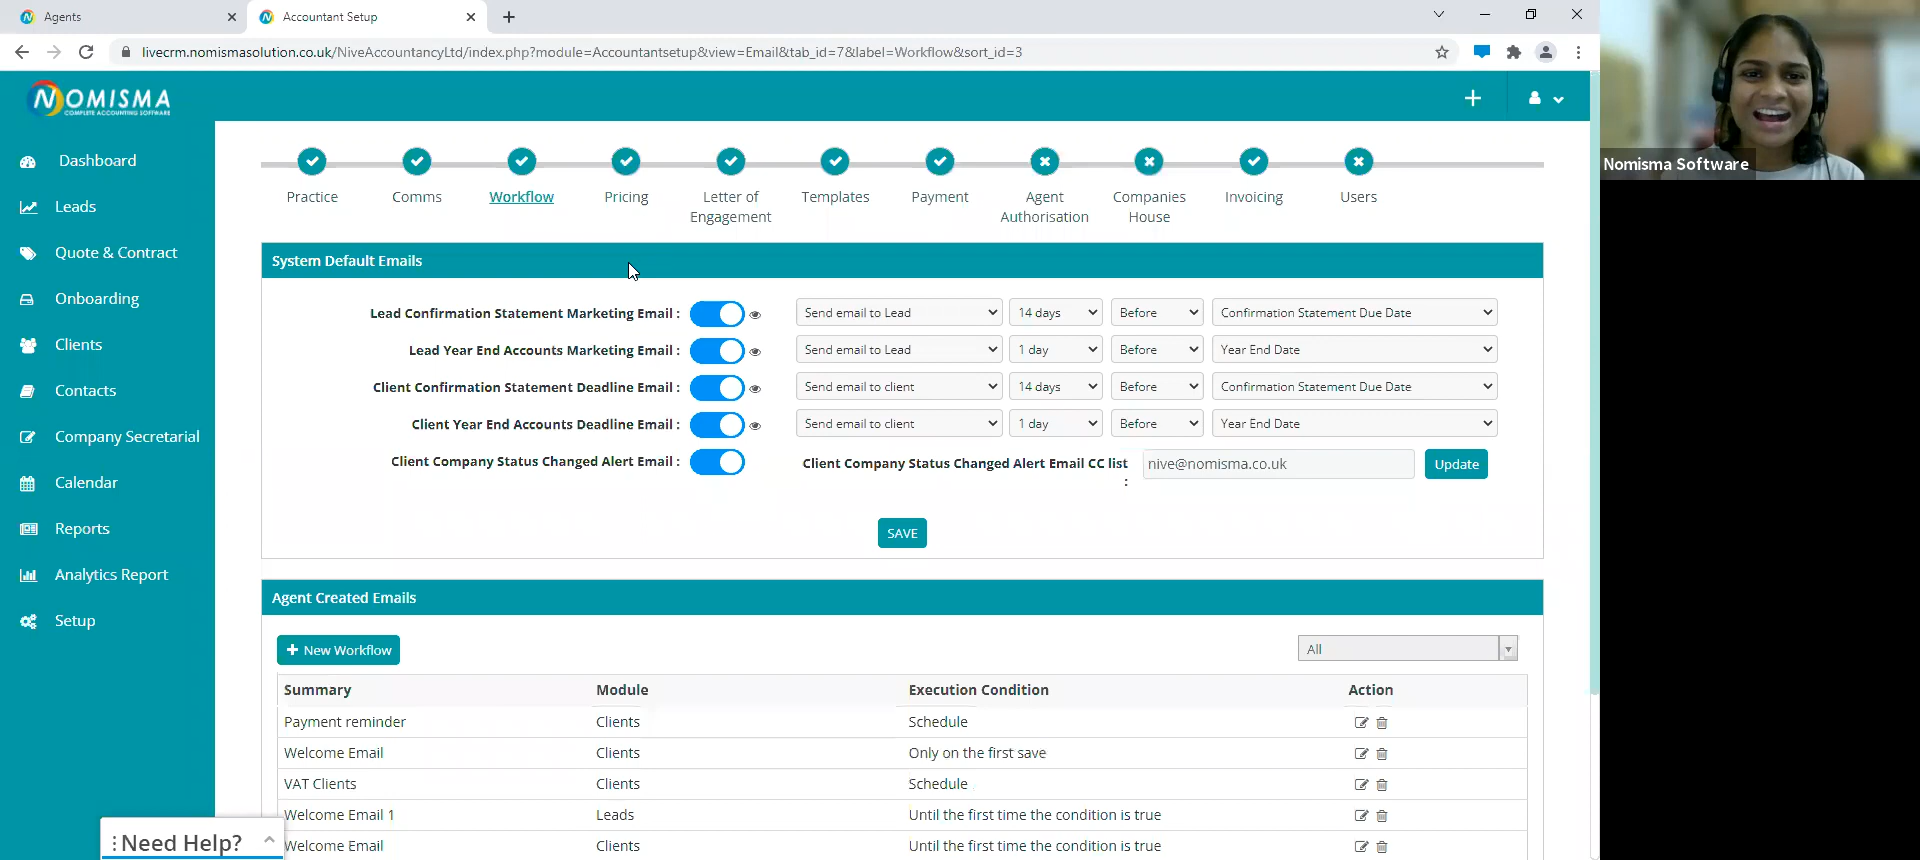 Agents
Accountant Setup
livecrm.nomismasolution.co.uk/NiveAccountancyLtd/index.php?module=Accountantsetup&view=Email&tab_id=7&label=Workflow&sort_id=3
NOMISMA
COMPLETE ACCOUNTING SOFTWARE
Nomisma Software
Dashboard
Leads
Quote & Contract
Onboarding
Clients
Contacts
Company Secretarial
Calendar
Reports
Analytics Report
Setup
Practice
Comms
Workflow
Pricing
Letter of
Engagement
Templates
Payment
Agent
Authorisation
Companies
House
Invoicing
Users
System Default Emails
Lead Confirmation Statement Marketing Email : Send email to Lead 14 days Before Confirmation Statement Due Date
Lead Year End Accounts Marketing Email : Send email to Lead 1 day Before Year End Date
Client Confirmation Statement Deadline Email : Send email to client 14 days Before Confirmation Statement Due Date
Client Year End Accounts Deadline Email : Send email to client 1 day Before Year End Date
Client Company Status Changed Alert Email : Client Company Status Changed Alert Email CC list : nive@nomisma.co.uk Update
SAVE
Agent Created Emails
New Workflow All
Summary Module Execution Condition Action
Payment reminder Clients Schedule
Welcome Email Clients Only on the first save
VAT Clients Clients Schedule
Welcome Email 1 Leads Until the first time the condition is true
Welcome Email Clients Until the first time the condition is true
Need Help?